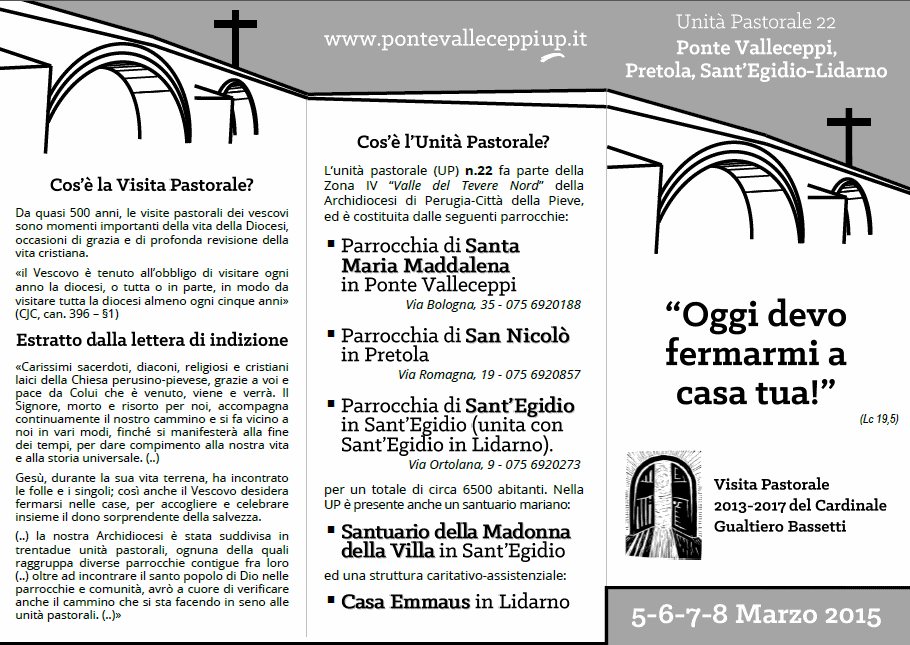 Cos'è la Visita Pastorale?
Da quasi 500 anni, le visite pastorali dei vescovi
sono momenti importanti della vita della Diocesi,
occasioni di grazia e di profonda revisione della
vita cristiana.
«il Vescovo è tenuto all'obbligo di visitare ogni
anno la diocesi, o tutta o in parte, in modo da
visitare tutta la diocesi almeno ogni cinque anni»
(CJC, can. 396 – §1)
Estratto dalla lettera di indizione
«Carissimi sacerdoti, diaconi, religiosi e cristiani
laici della Chiesa perusino-pievese, grazie a voi e
pace da Colui che è venuto, viene e verrà. Il
Signore, morto e risorto per noi, accompagna
continuamente il nostro cammino e si fa vicino a
noi in vari modi, finché si manifesterà alla fine
dei tempi, per dare compimento alla nostra vita
e alla storia universale. (..)
Gesù, durante la sua vita terrena, ha incontrato
le folle e i singoli; così anche il Vescovo desidera
fermarsi nelle case, per accogliere e celebrare
insieme il dono sorprendente della salvezza.
(..) la nostra Archidiocesi è stata suddivisa in
trentadue unità pastorali, ognuna della quali
raggruppa diverse parrocchie contigue fra loro
(..) oltre ad incontrare il santo popolo di Dio nelle
parrocchie e comunità, avrò a cuore di verificare
anche il cammino che si sta facendo in seno alle
unità pastorali. (..)»
www.pontevalleceppiup.it
Cos'è l'Unità Pastorale?
L'unità pastorale (UP) n.22 fa parte della
Zona IV "Valle del Tevere Nord" della
Archidiocesi di Perugia-Città della Pieve,
ed è costituita dalle seguenti parrocchie:
▪ Parrocchia di Santa
Maria Maddalena
in Ponte Valleceppi
Via Bologna, 35 - 075 6920188
▪ Parrocchia di San Nicolò
in Pretola
Via Romagna, 19 - 075 6920857
▪ Parrocchia di Sant'Egidio
in Sant'Egidio (unita con
Sant'Egidio in Lidarno).
Via Ortolana, 9 - 075 6920273
per un totale di circa 6500 abitanti. Nella
UP è presente anche un santuario mariano:
▪ Santuario della Madonna
della Villa in Sant'Egidio
ed una struttura caritativo-assistenziale:
▪ Casa Emmaus in Lidarno
Unità Pastorale 22
Ponte Valleceppi,
Pretola, Sant'Egidio-Lidarno
"Oggi devo
fermarmi a
casa tua!"
(Lc 19,5)
Visita Pastorale
2013-2017 del Cardinale
Gualtiero Bassetti
5-6-7-8 Marzo 2015